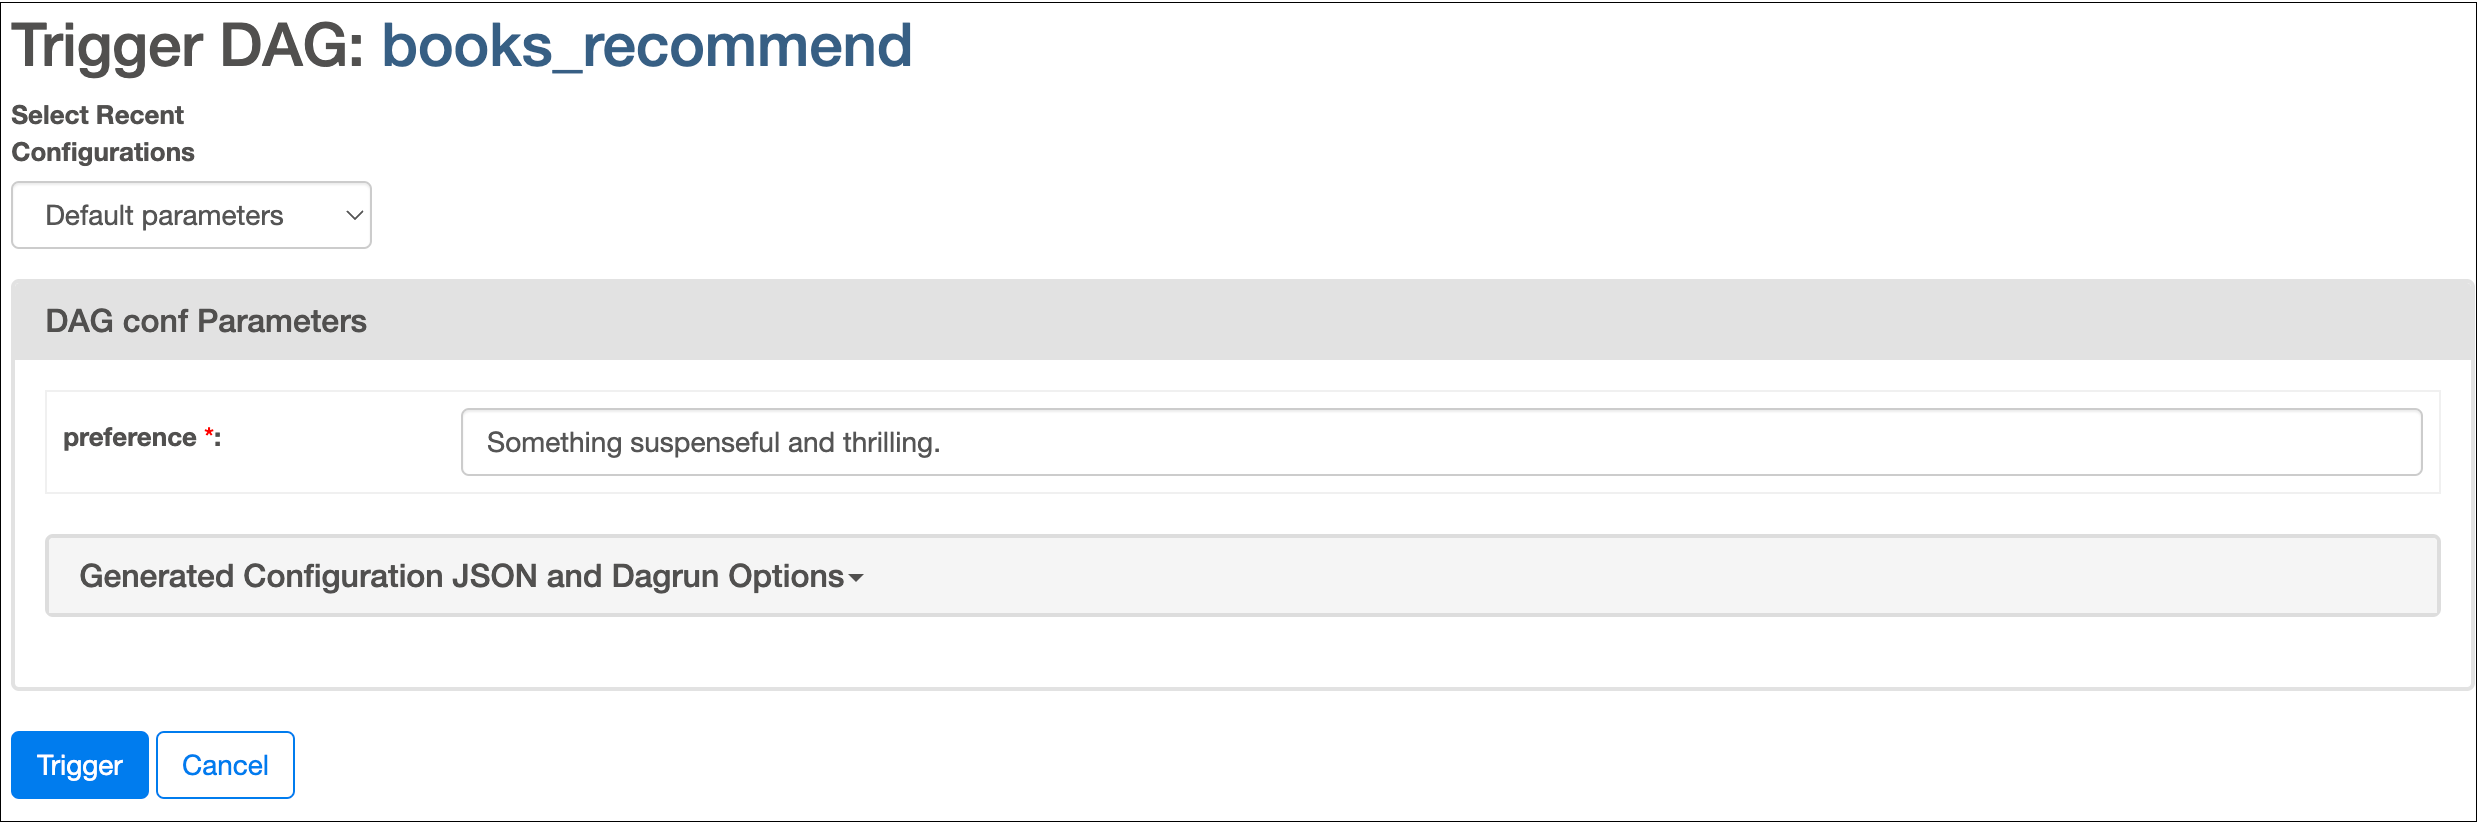 Trigger DAG: books_recommend
Select Recent
Configurations
Default parameters
DAG conf Parameters
preference *:
Something suspenseful and thrilling.
Generated Configuration JSON and Dagrun Options
Trigger
Cancel